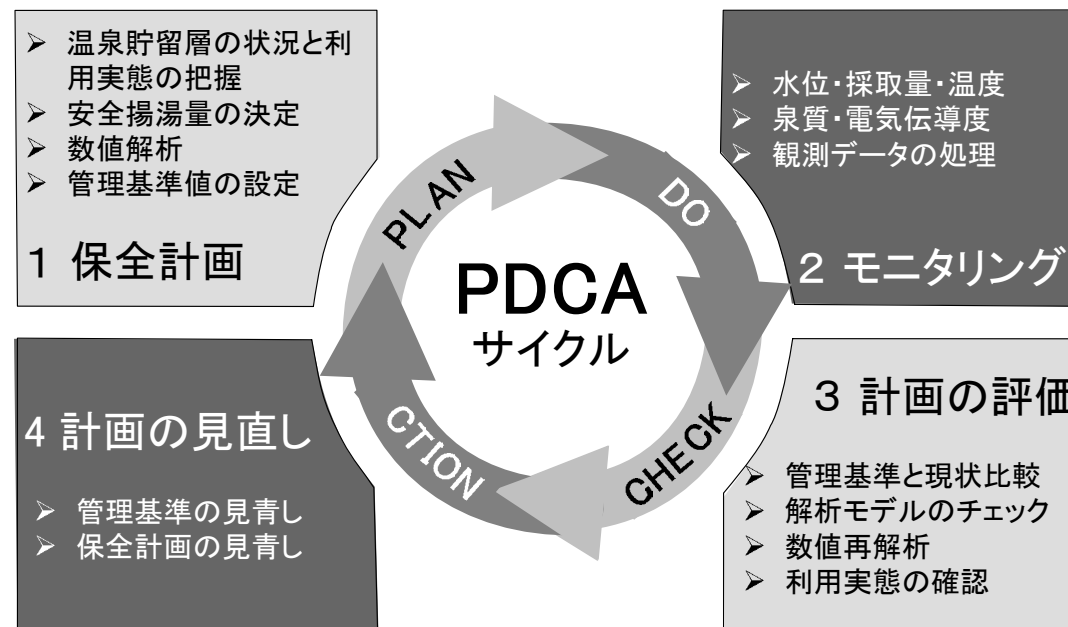 ➢ 温泉貯留層の状況と利
用実態の把握
➢ 安全揚湯量の決定
➢ 数値解析
➢ 管理基準値の設定
1 保全計画
➢ 水位・採取量・温度
➢ 泉質・電気伝導度
➢ 観測データの処理
2 モニタリング
PLAN
DO
PDCA
サイクル
CHECK
CTION
3 計画の評価
➢ 管理基準と現状比較
➢ 解析モデルのチェック
➢ 数値再解析
➢ 利用実態の確認
4 計画の見直し
➢ 管理基準の見青し
➢ 保全計画の見青し